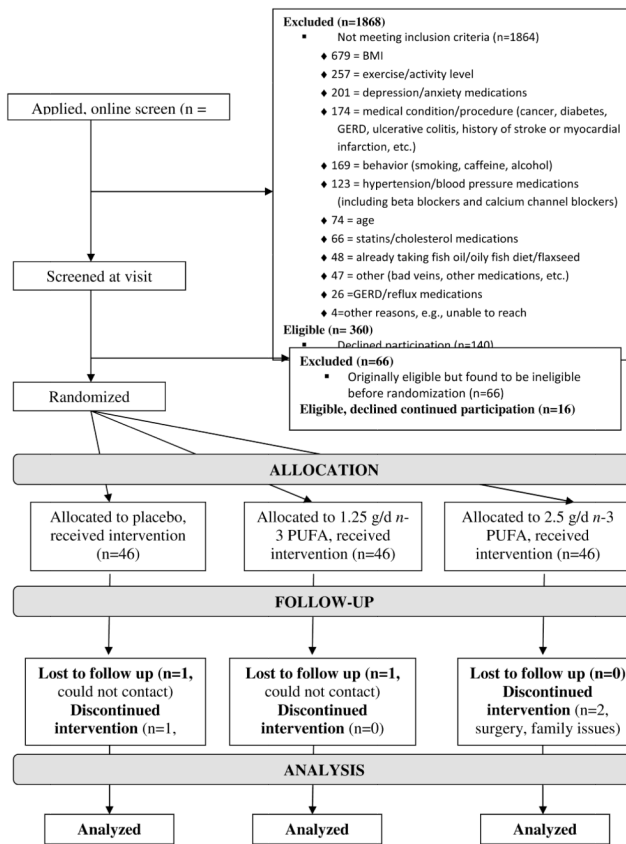 Excluded (n=1868)
▪ Not meeting inclusion criteria (n=1864)
♦ 679 = BMI
♦ 257 = exercise/activity level
♦ 201 = depression/anxiety medications
♦ 174 = medical condition/procedure (cancer, diabetes,
GERD, ulcerative colitis, history of stroke or myocardial
infarction, etc.)
♦ 169 = behavior (smoking, caffeine, alcohol)
♦ 123 = hypertension/blood pressure medications
(including beta blockers and calcium channel blockers)
♦ 74 = age
♦ 66 = statins/cholesterol medications
♦ 48 = already taking fish oil/oily fish diet/flaxseed
♦ 47 = other (bad veins, other medications, etc.)
♦ 26 =GERD/reflux medications
♦ 4=other reasons, e.g., unable to reach
Eligible (n= 360)
▪ Declined participation (n=140)
Applied, online screen (n =
Screened at visit
Excluded (n=66)
▪ Originally eligible but found to be ineligible
before randomization (n=66)
Eligible, declined continued participation (n=16)
Randomized
ALLOCATION
Allocated to placebo,
received intervention
(n=46)
Allocated to 1.25 g/d n-
3 PUFA, received
intervention (n=46)
Allocated to 2.5 g/d n-3
PUFA, received
intervention (n=46)
FOLLOW-UP
Lost to follow up (n=1,
could not contact)
Discontinued
intervention (n=1,
Lost to follow up (n=1,
could not contact)
Discontinued
intervention (n=0)
Lost to follow up (n=0)
Discontinued
intervention (n=2,
surgery, family issues)
ANALYSIS
Analyzed
Analyzed
Analyzed